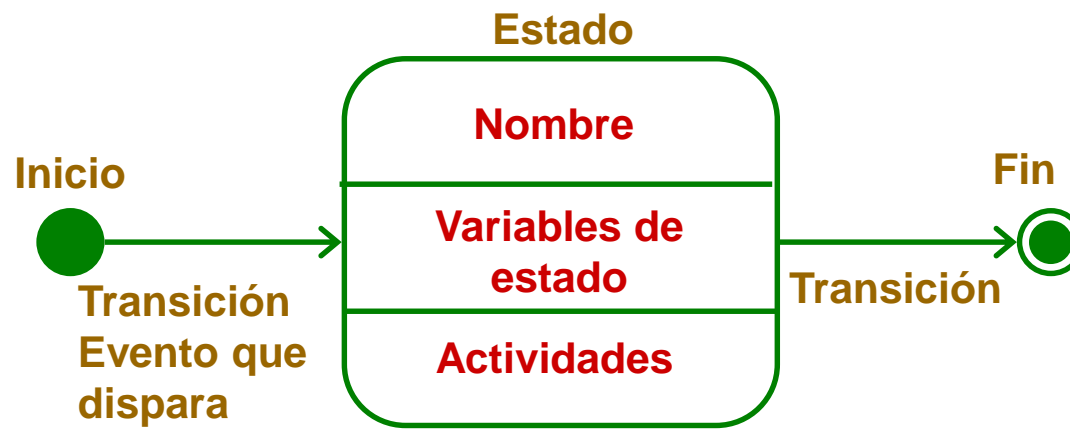 Estado
Nombre
Inicio
Fin
Variables de
estado
Transición
Evento que
dispara
Transición
Actividades